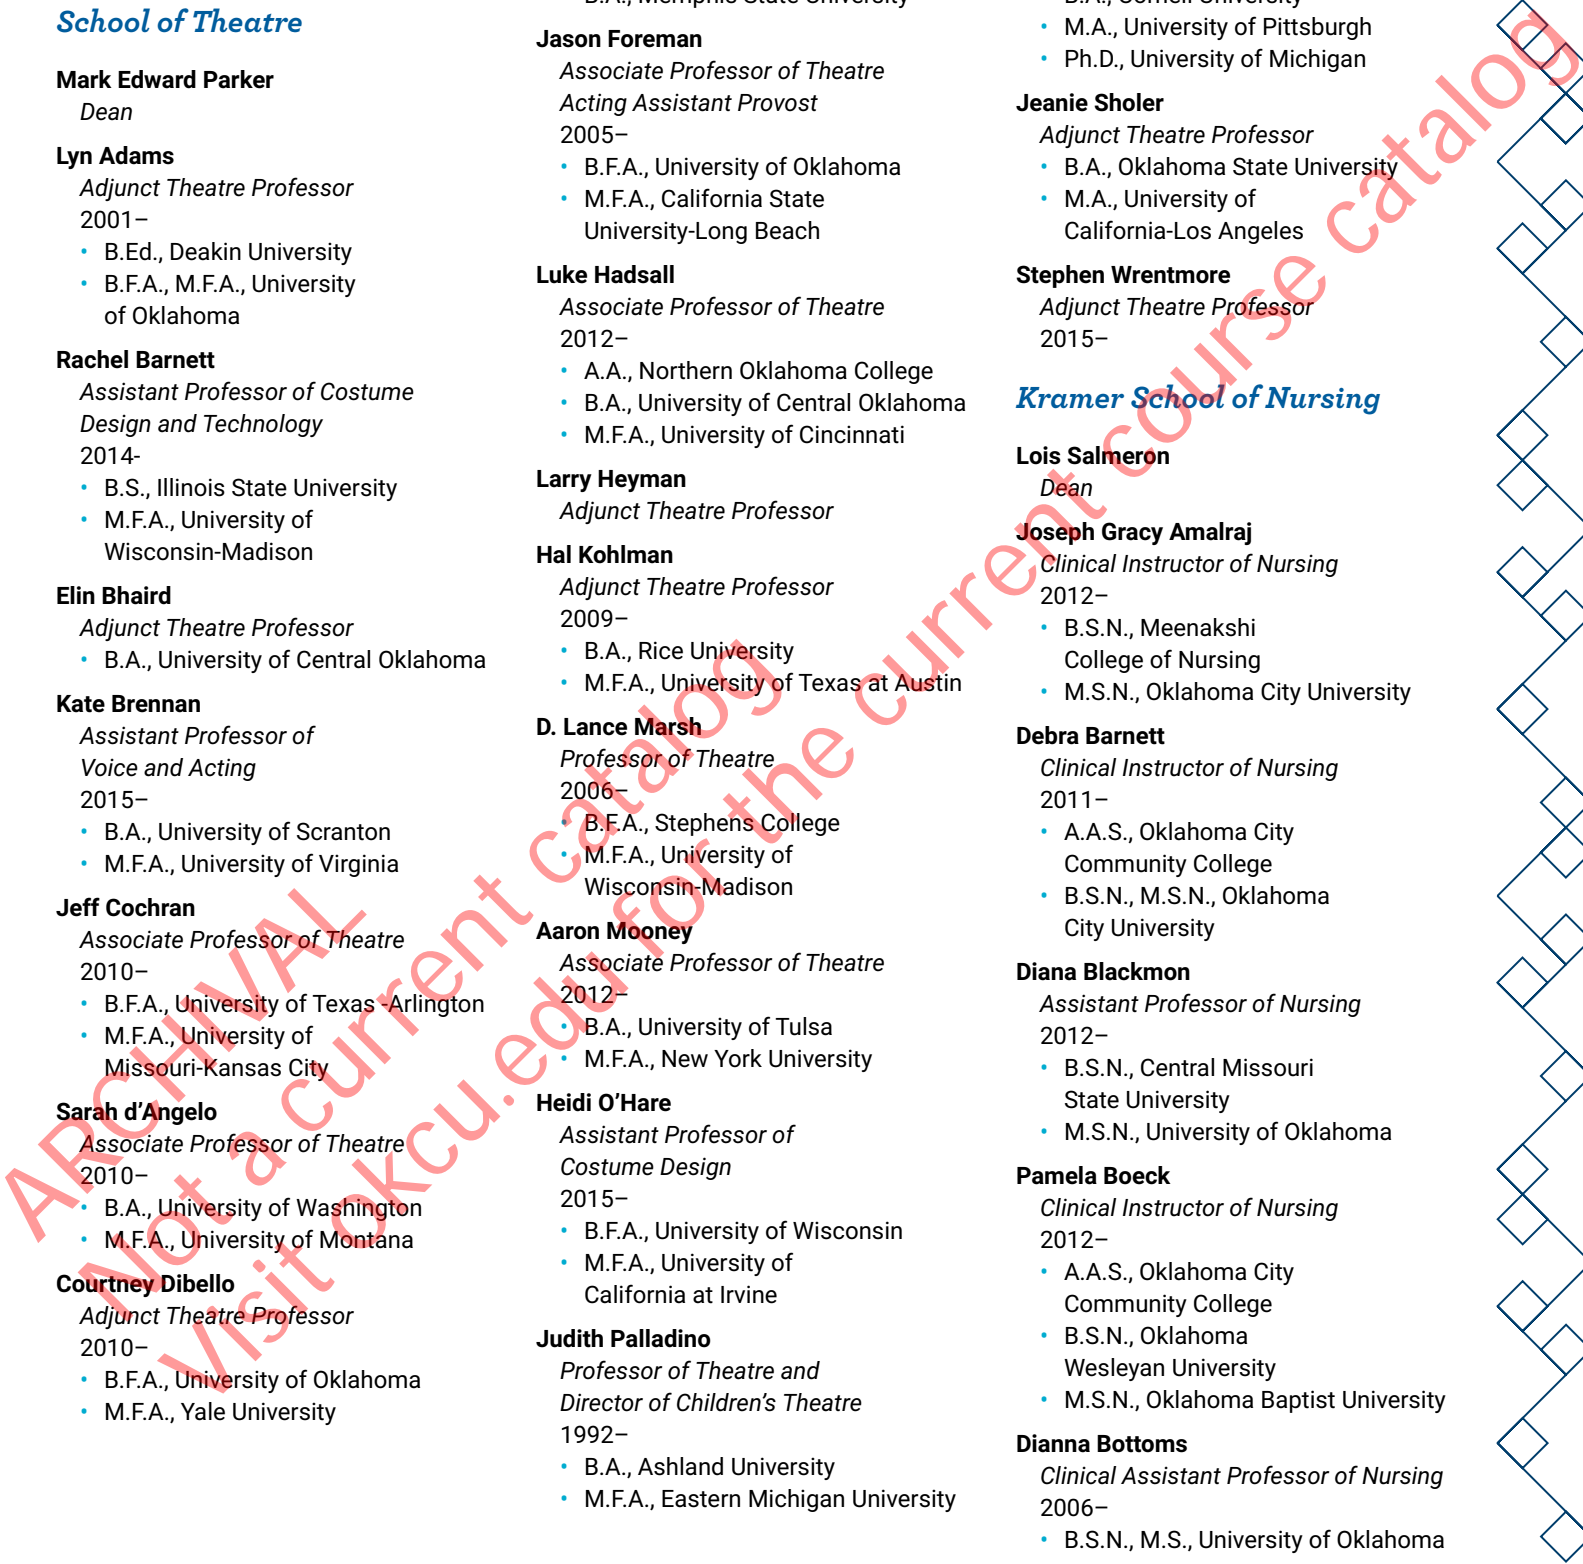 School of Theatre
Mark Edward Parker
Dean
Lyn Adams
Adjunct Theatre Professor
2001–
• B.Ed., Deakin University
• B.F.A., M.F.A., University
of Oklahoma
Rachel Barnett
Assistant Professor of Costume
Design and Technology
2014-
• B.S., Illinois State University
• M.F.A., University of
Wisconsin-Madison
Elin Bhaird
Adjunct Theatre Professor
• B.A., University of Central Oklahoma
Kate Brennan
Assistant Professor of
Voice and Acting
2015–
• B.A., University of Scranton
• M.F.A., University of Virginia
Jeff Cochran
Associate Professor of Theatre
2010–
• B.F.A., University of Texas -Arlington
• M.F.A., University of
Missouri-Kansas City
Sarah d’Angelo
Associate Professor of Theatre
2010–
• B.A., University of Washington
• M.F.A., University of Montana
Courtney Dibello
Adjunct Theatre Professor
2010–
• B.F.A., University of Oklahoma
• M.F.A., Yale University
B.A., Memphis State University
Jason Foreman
Associate Professor of Theatre
Acting Assistant Provost
2005–
• B.F.A., University of Oklahoma
• M.F.A., California State
University-Long Beach
Luke Hadsall
Associate Professor of Theatre
2012–
• A.A., Northern Oklahoma College
• B.A., University of Central Oklahoma
• M.F.A., University of Cincinnati
Larry Heyman
Adjunct Theatre Professor
Hal Kohlman
Adjunct Theatre Professor
2009–
• B.A., Rice University
• M.F.A., University of Texas at Austin
D. Lance Marsh
Professor of Theatre
2006–
• B.F.A., Stephens College
• M.F.A., University of
Wisconsin-Madison
Aaron Mooney
Associate Professor of Theatre
2012–
• B.A., University of Tulsa
• M.F.A., New York University
Heidi O’Hare
Assistant Professor of
Costume Design
2015–
• B.F.A., University of Wisconsin
• M.F.A., University of
California at Irvine
Judith Palladino
Professor of Theatre and
Director of Children’s Theatre
1992–
• B.A., Ashland University
• M.F.A., Eastern Michigan University
B.A., Cornell University
• M.A., University of Pittsburgh
• Ph.D., University of Michigan
Jeanie Sholer
Adjunct Theatre Professor
• B.A., Oklahoma State University
• M.A., University of
California-Los Angeles
Stephen Wrentmore
Adjunct Theatre Professor
2015–
Kramer School of Nursing
Lois Salmeron
Dean
Joseph Gracy Amalraj
Clinical Instructor of Nursing
2012–
• B.S.N., Meenakshi
College of Nursing
• M.S.N., Oklahoma City University
Debra Barnett
Clinical Instructor of Nursing
2011–
• A.A.S., Oklahoma City
Community College
• B.S.N., M.S.N., Oklahoma
City University
Diana Blackmon
Assistant Professor of Nursing
2012–
• B.S.N., Central Missouri
State University
• M.S.N., University of Oklahoma
Pamela Boeck
Clinical Instructor of Nursing
2012–
• A.A.S., Oklahoma City
Community College
• B.S.N., Oklahoma
Wesleyan University
• M.S.N., Oklahoma Baptist University
Dianna Bottoms
Clinical Assistant Professor of Nursing
2006–
• B.S.N., M.S., University of Oklahoma
ARCHIVAL
Not a current catalog
Visit okcu.edu for the current course catalog